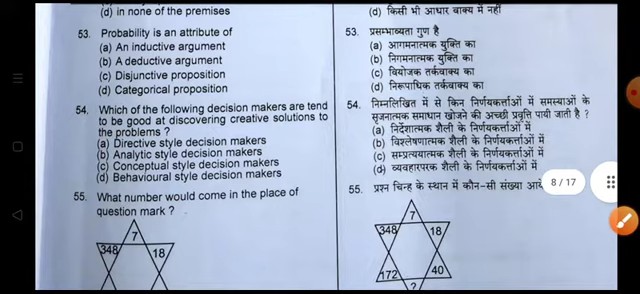 (d) in none of the premises
53. Probability is an attribute of
(a) An inductive argument
(b) A deductive argument
(c) Disjunctive proposition
(d) Categorical proposition
54. Which of the following decision makers are tend
to be good at discovering creative solutions to
the problems ?
(a) Directive style decision makers
(b) Analytic style decision makers
(c) Conceptual style decision makers
(d) Behavioural style decision makers
55. What number would come in the place of
question mark ?
7
348
18
(d) किसी भी आधार वाक्य में नहीं
53. प्रसम्भाव्यता गुण है
(a) आगमनात्मक युक्ति का
(b) निगमनात्मक युक्ति का
(c) वियोजक तर्कवाक्य का
(d) निरूपाधिक तर्कवाक्य का
54. निम्नलिखित में से किन निर्णयकर्त्ताओं में समस्याओं के
सृजनात्मक समाधान खोजने की अच्छी प्रवृत्ति पायी जाती है ?
(a) निर्देशात्मक शैली के निर्णयकर्त्ताओं में
(b) विश्लेषणात्मक शैली के निर्णयकर्त्ताओं में
(c) सम्प्रत्ययात्मक शैली के निर्णयकर्त्ताओं में
(d) व्यवहारपरक शैली के निर्णयकर्त्ताओं में
55. प्रश्न चिन्ह के स्थान में कौन-सी संख्या
8 / 17
7
348
18
172
40
?